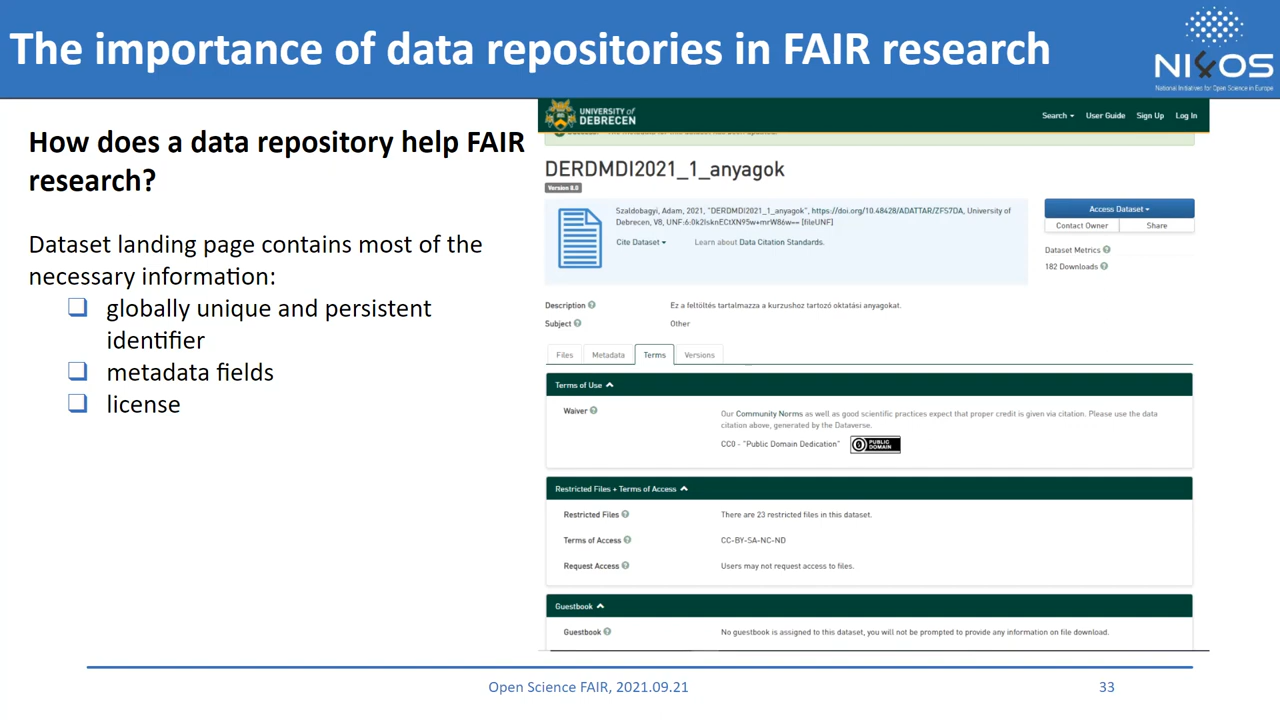 The importance of data repositories in FAIR research
NI4OS
National Initiatives for Open Science in Europe
How does a data repository help FAIR
research?
Dataset landing page contains most of the
necessary information:
globally unique and persistent
identifier
metadata fields
license
UNIVERSITY of
DEBRECEN
Search
User Guide
Sign Up
Log In
DERDMDI2021_1_anyagok
Version 8.0
Szaldobagyi, Adam, 2021, "DERDMDI2021_1_anyagok", https://doi.org/10.48428/ADATTAR/ZFS7DA, University of
Debrecen, V8, UNF:6:0k2IsknECtXN95w+mrW86w== [fileUNF]
Cite Dataset
Learn about Data Citation Standards.
Access Dataset
Contact Owner
Share
Dataset Metrics
182 Downloads
Description
Ez a feltöltés tartalmazza a kurzushoz tartozó oktatási anyagokat.
Subject
Other
Files
Metadata
Terms
Versions
Terms of Use
Waiver
Our Community Norms as well as good scientific practices expect that proper credit is given via citation. Please use the data
citation above, generated by the Dataverse.
CC0 - "Public Domain Dedication"
PUBLIC
DOMAIN
Restricted Files + Terms of Access
Restricted Files
There are 23 restricted files in this dataset.
Terms of Access
CC-BY-SA-NC-ND
Request Access
Users may not request access to files.
Guestbook
Guestbook
No guestbook is assigned to this dataset, you will not be prompted to provide any information on file download.
Open Science FAIR, 2021.09.21
33